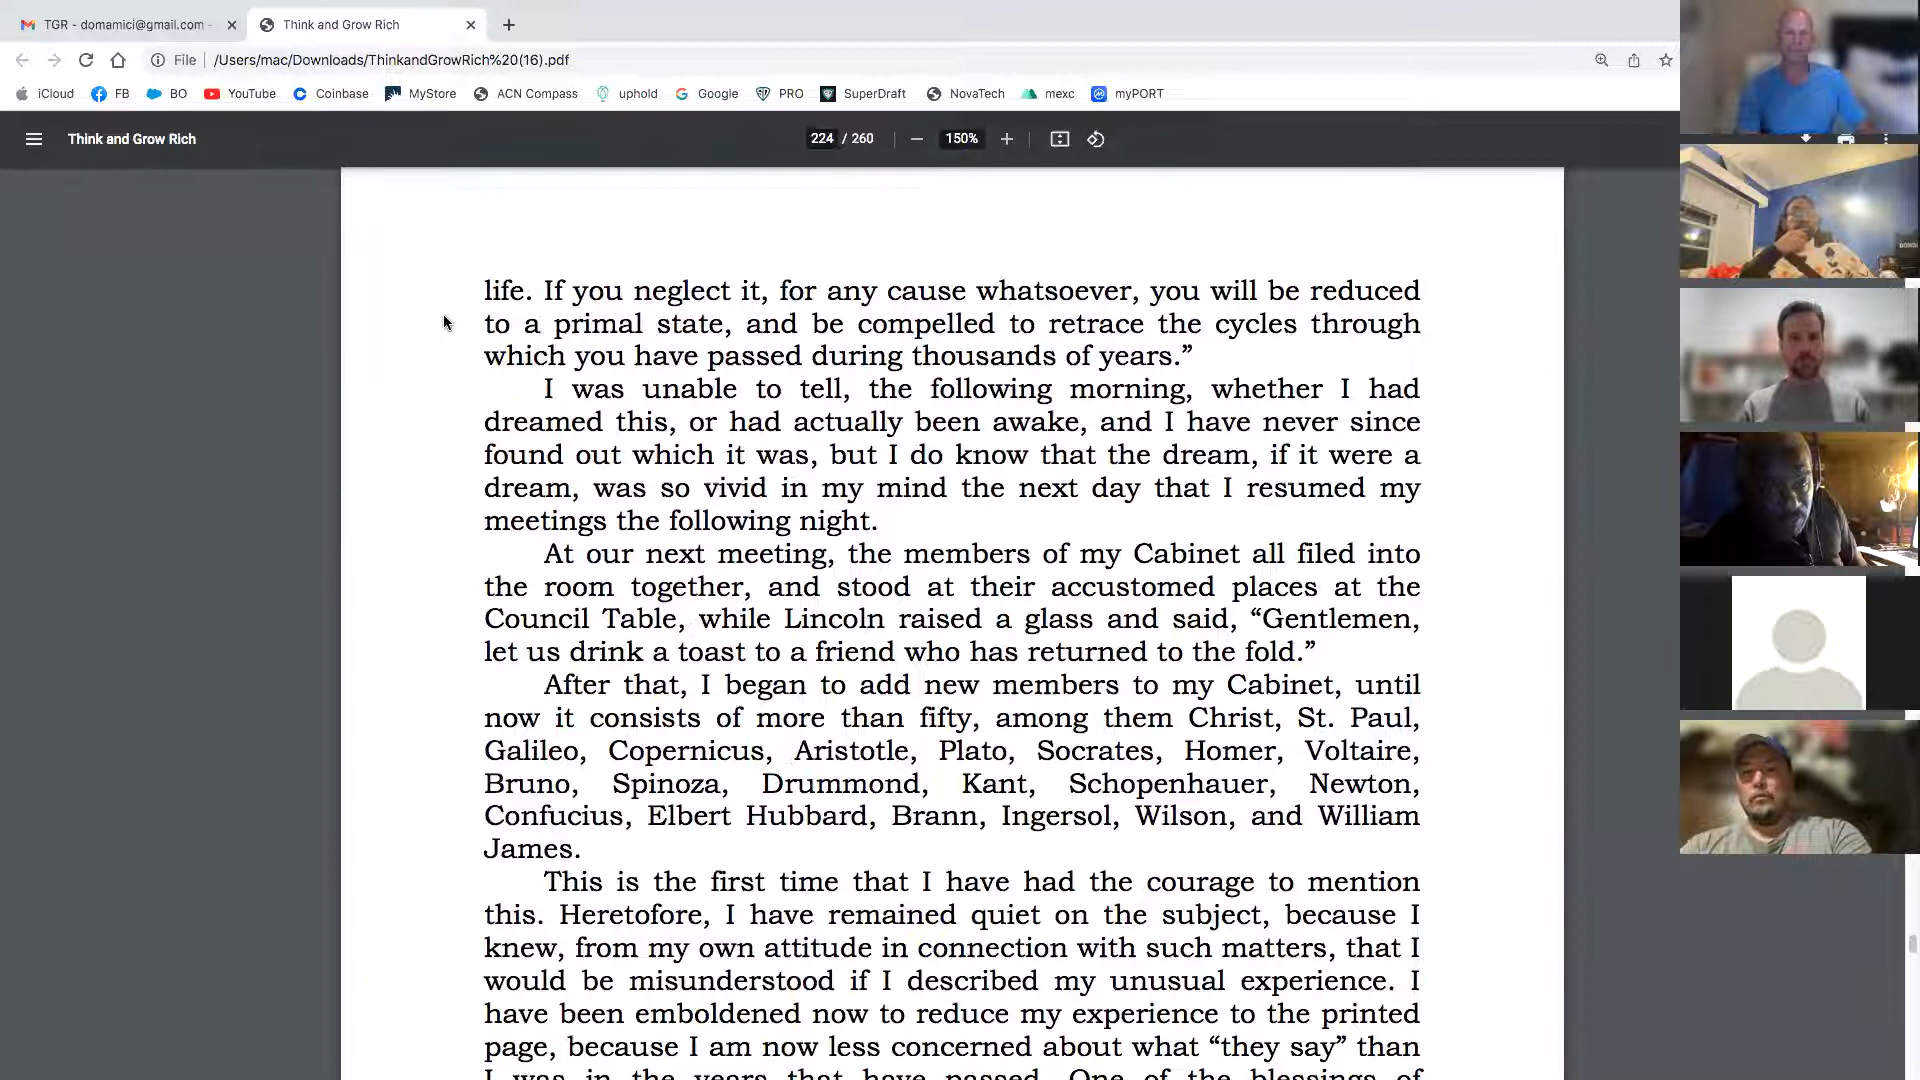 TGR - domamici@gmail.com -
Think and Grow Rich
File
/Users/mac/Downloads/ThinkandGrowRich%20(16).pdf
iCloud FB BO YouTube Coinbase MyStore ACN Compass uphold Google PRO SuperDraft NovaTech mexc myPORT
Think and Grow Rich
224 / 260
150%
life. If you neglect it, for any cause whatsoever, you will be reduced
to a primal state, and be compelled to retrace the cycles through
which you have passed during thousands of years.”
I was unable to tell, the following morning, whether I had
dreamed this, or had actually been awake, and I have never since
found out which it was, but I do know that the dream, if it were a
dream, was so vivid in my mind the next day that I resumed my
meetings the following night.
At our next meeting, the members of my Cabinet all filed into
the room together, and stood at their accustomed places at the
Council Table, while Lincoln raised a glass and said, “Gentlemen,
let us drink a toast to a friend who has returned to the fold.”
After that, I began to add new members to my Cabinet, until
now it consists of more than fifty, among them Christ, St. Paul,
Galileo, Copernicus, Aristotle, Plato, Socrates, Homer, Voltaire,
Bruno, Spinoza, Drummond, Kant, Schopenhauer, Newton,
Confucius, Elbert Hubbard, Brann, Ingersol, Wilson, and William
James.
This is the first time that I have had the courage to mention
this. Heretofore, I have remained quiet on the subject, because I
knew, from my own attitude in connection with such matters, that I
would be misunderstood if I described my unusual experience. I
have been emboldened now to reduce my experience to the printed
page, because I am now less concerned about what “they say” than
I was in the years that have passed. One of the blessings of